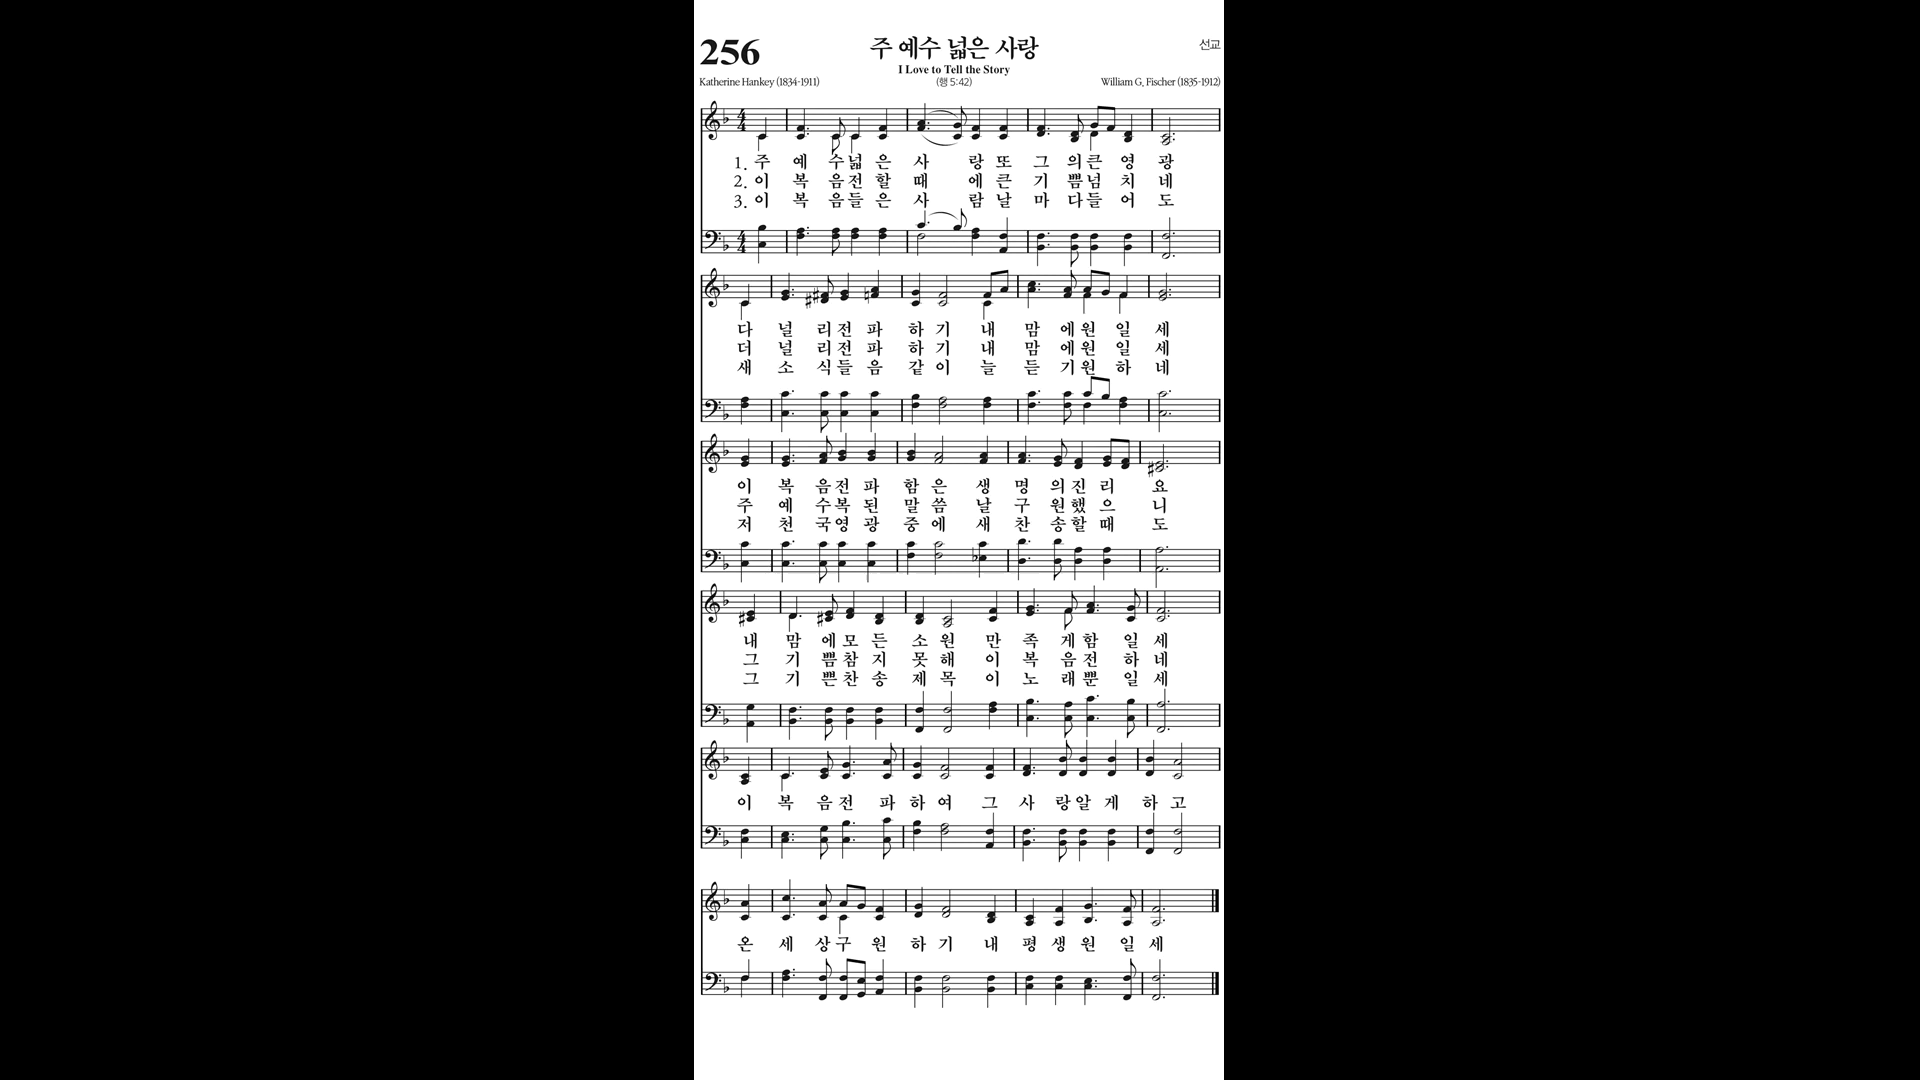 256
주 예수 넓은 사랑
선교
I Love to Tell the Story
Katherine Hankey (1834-1911)
(행 5:42)
William G. Fischer (1835-1912)
1. 주 예 수 넓 은 사 랑 또 그 의 큰 영 광
2. 이 복 음 전 할 때 에 큰 기 쁨 넘 치 네
3. 이 복 음 들 은 사 람 날 마 다 들 어 도
다 널 리 전 파 하 기 내 맘 에 원 일 세
더 널 리 전 파 하 기 내 맘 에 원 일 세
새 소 식 들 음 같 이 늘 듣 기 원 하 네
이 복 음 전 파 함 은 생 명 의 진 리 요
주 예 수 복 된 말 씀 날 구 원 했 으 니
저 천 국 영 광 중 에 새 찬 송 할 때 도
내 맘 에 모 든 소 원 만 족 게 함 일 세
그 기 쁨 참 지 못 해 이 복 음 전 하 네
그 기 쁜 찬 송 제 목 이 노 래 뿐 일 세
이 복 음 전 파 하 여 그 사 랑 알 게 하 고
온 세 상 구 원 하 기 내 평 생 원 일 세